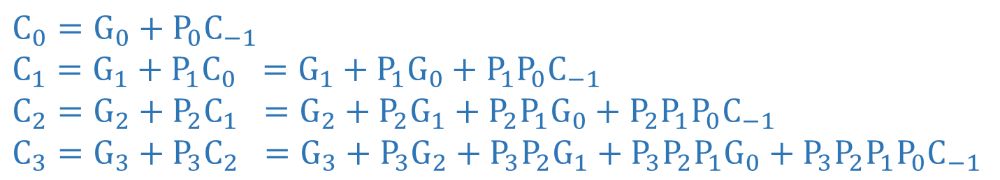 C₀ = G₀ + P₀C₋₁
C₁ = G₁ + P₁C₀ = G₁ + P₁G₀ + P₁P₀C₋₁
C₂ = G₂ + P₂C₁ = G₂ + P₂G₁ + P₂P₁G₀ + P₂P₁P₀C₋₁
C₃ = G₃ + P₃C₂ = G₃ + P₃G₂ + P₃P₂G₁ + P₃P₂P₁G₀ + P₃P₂P₁P₀C₋₁